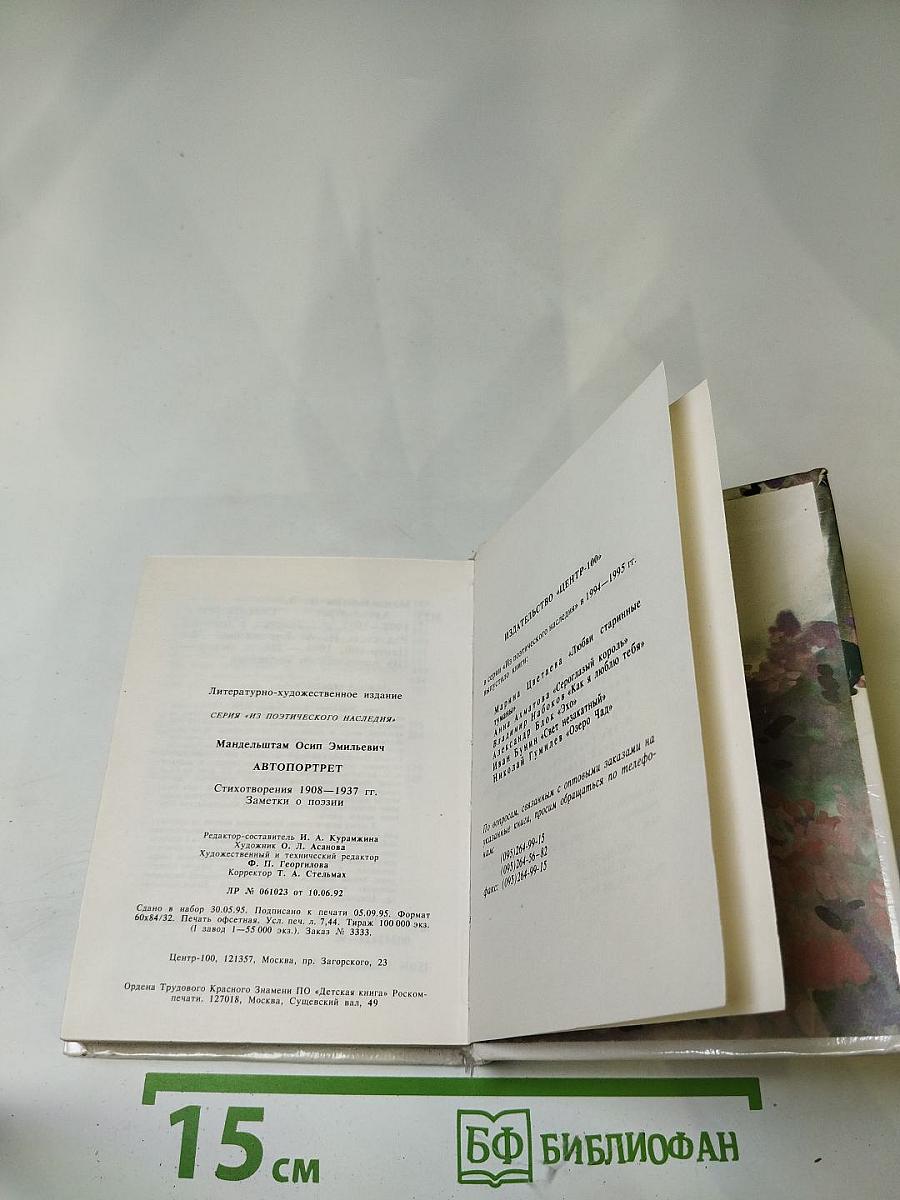 Литературно-художественное издание
СЕРИЯ «ИЗ ПОЭТИЧЕСКОГО НАСЛЕДИЯ»
Мандельштам Осип Эмильевич
АВТОПОРТРЕТ
Стихотворения 1908—1937 гг.
Заметки о поэзии
Редактор-составитель И. А. Курамжина
Художник О. Л. Асанова
Художественный и технический редактор
Ф. П. Георгилова
Корректор Т. А. Стельмах
ЛР № 061023 от 10.06.92
Сдано в набор 30.05.95. Подписано к печати 05.09.95. Формат
60x84/32. Печать офсетная. Усл. печ. л. 7,44. Тираж 100 000 экз.
(I завод 1—55 000 экз.). Заказ № 3333.
Центр-100, 121357, Москва, пр. Загорского, 23
Ордена Трудового Красного Знамени ПО «Детская книга» Роском-
печати. 127018, Москва, Сущевский вал, 49
ИЗДАТЕЛЬСТВО «ЦЕНТР-100»
в серии «Из поэтического наследия» в 1994—1995 гг.
выпустило книги:
Марина Цветаева «Любви старинные
туманы»
Анна Ахматова «Сероглазый король»
Владимир Набоков «Как я люблю тебя»
Александр Блок «Эхо»
Иван Бунин «Свет незакатный»
Николай Гумилев «Озеро Чад»
По вопросам, связанным с оптовыми заказами на
указанные книги, просим обращаться по телефо-
нам:
(095)264-99-15
(095)264-56-82
факс: (095)264-99-15
15 см
БФ БИБЛИОФАН